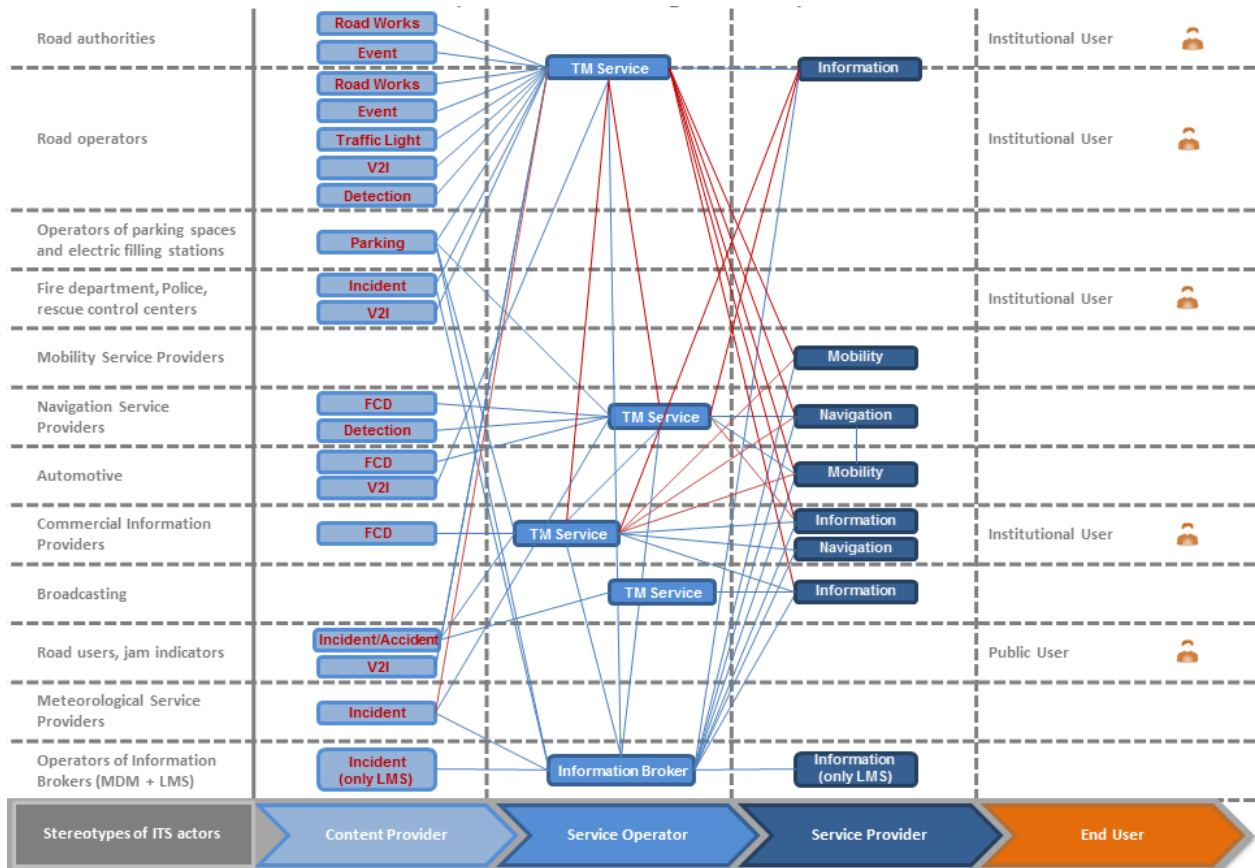 Road authorities
Road Works
Event
TM Service
Information
Institutional User
Road operators
Road Works
Event
Traffic Light
V2I
Detection
Institutional User
Operators of parking spaces
and electric filling stations
Parking
Fire department, Police,
rescue control centers
Incident
V2I
Institutional User
Mobility Service Providers
Mobility
Navigation Service
Providers
FCD
Detection
TM Service
Navigation
Automotive
FCD
V2I
Mobility
Commercial Information
Providers
FCD
TM Service
Information
Navigation
Institutional User
Broadcasting
TM Service
Information
Road users, jam indicators
Incident/Accident
V2I
Public User
Meteorological Service
Providers
Incident
Operators of Information
Brokers (MDM + LMS)
Incident
(only LMS)
Information Broker
Information
(only LMS)
Stereotypes of ITS actors
Content Provider
Service Operator
Service Provider
End User